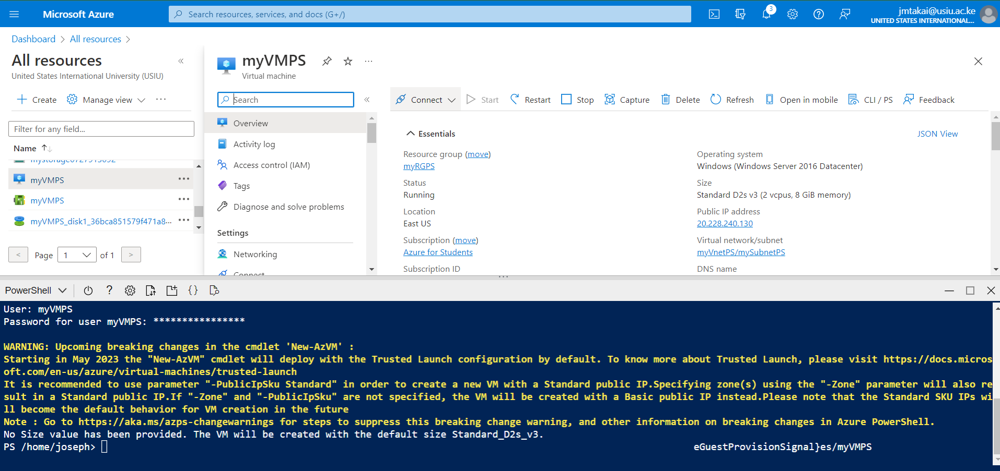 Microsoft Azure
Search resources, services, and docs (G+/)
3
jmtakai@usiu.ac.ke
UNITED STATES INTERNATIONAL...
Dashboard > All resources >
All resources
United States International University (USIU)
Create
Manage view
Filter for any field...
Name
myVMPS
myVMPS
myVMPS_disk1_36bca851579f471a8...
< Page 1 of 1 >
myVMPS
Virtual machine
Search
Overview
Activity log
Access control (IAM)
Tags
Diagnose and solve problems
Settings
Networking
Connect
Connect
Start
Restart
Stop
Capture
Delete
Refresh
Open in mobile
CLI / PS
Feedback
Essentials
JSON View
Resource group (move)
myRGPS
Status
Running
Location
East US
Subscription (move)
Azure for Students
Subscription ID
Operating system
Windows (Windows Server 2016 Datacenter)
Size
Standard D2s v3 (2 vcpus, 8 GiB memory)
Public IP address
20.228.240.130
Virtual network/subnet
myVnetPS/mySubnetPS
DNS name
PowerShell
User: myVMPS
Password for user myVMPS: ****************
WARNING: Upcoming breaking changes in the cmdlet 'New-AzVM' :
Starting in May 2023 the "New-AzVM" cmdlet will deploy with the Trusted Launch configuration by default. To know more about Trusted Launch, please visit https://docs.micros
oft.com/en-us/azure/virtual-machines/trusted-launch
It is recommended to use parameter "-PublicIpSku Standard" in order to create a new VM with a Standard public IP.Specifying zone(s) using the "-Zone" parameter will also re
sult in a Standard public IP.If "-Zone" and "-PublicIpSku" are not specified, the VM will be created with a Basic public IP instead.Please note that the Standard SKU IPs wi
ll become the default behavior for VM creation in the future
Note : Go to https://aka.ms/azps-changewarnings for steps to suppress this breaking change warning, and other information on breaking changes in Azure PowerShell.
No Size value has been provided. The VM will be created with the default size Standard_D2s_v3.
PS /home/joseph> eGuestProvisionSignal}es/myVMPS